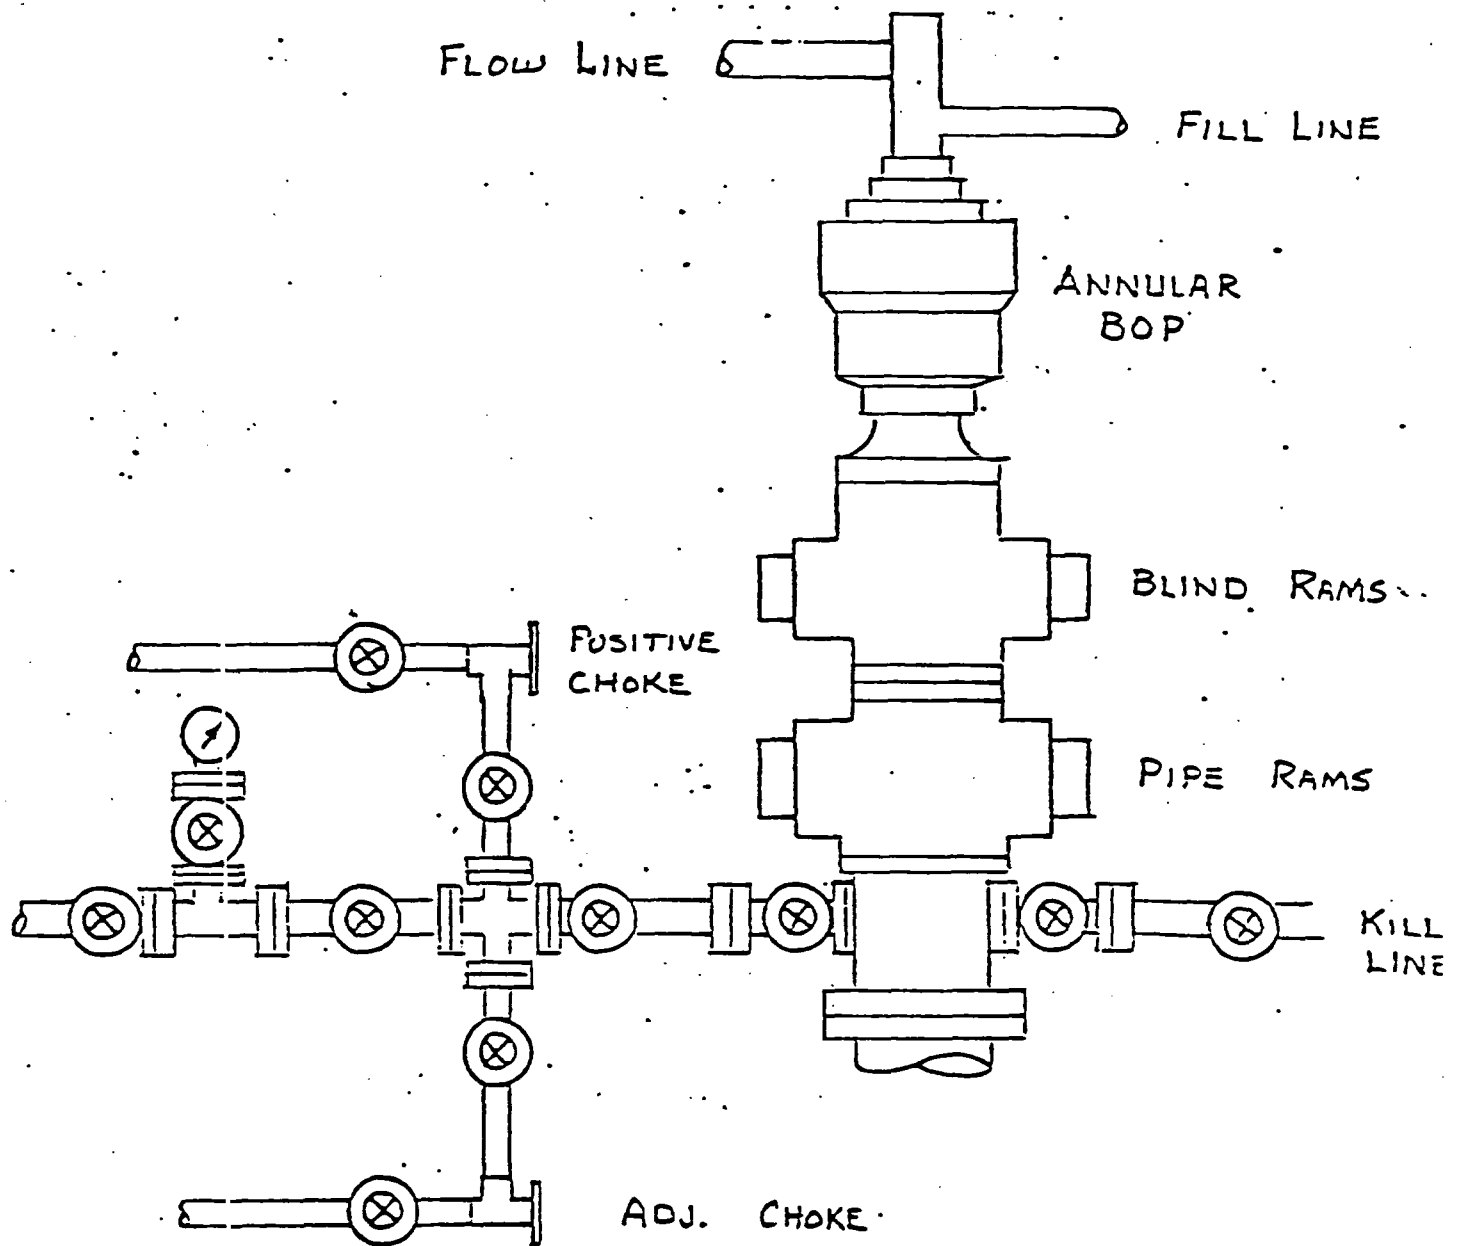 FLOW LINE
FILL LINE
ANNULAR
BOP
BLIND RAMS
POSITIVE
CHOKE
PIPE RAMS
KILL
LINE
ADJ. CHOKE